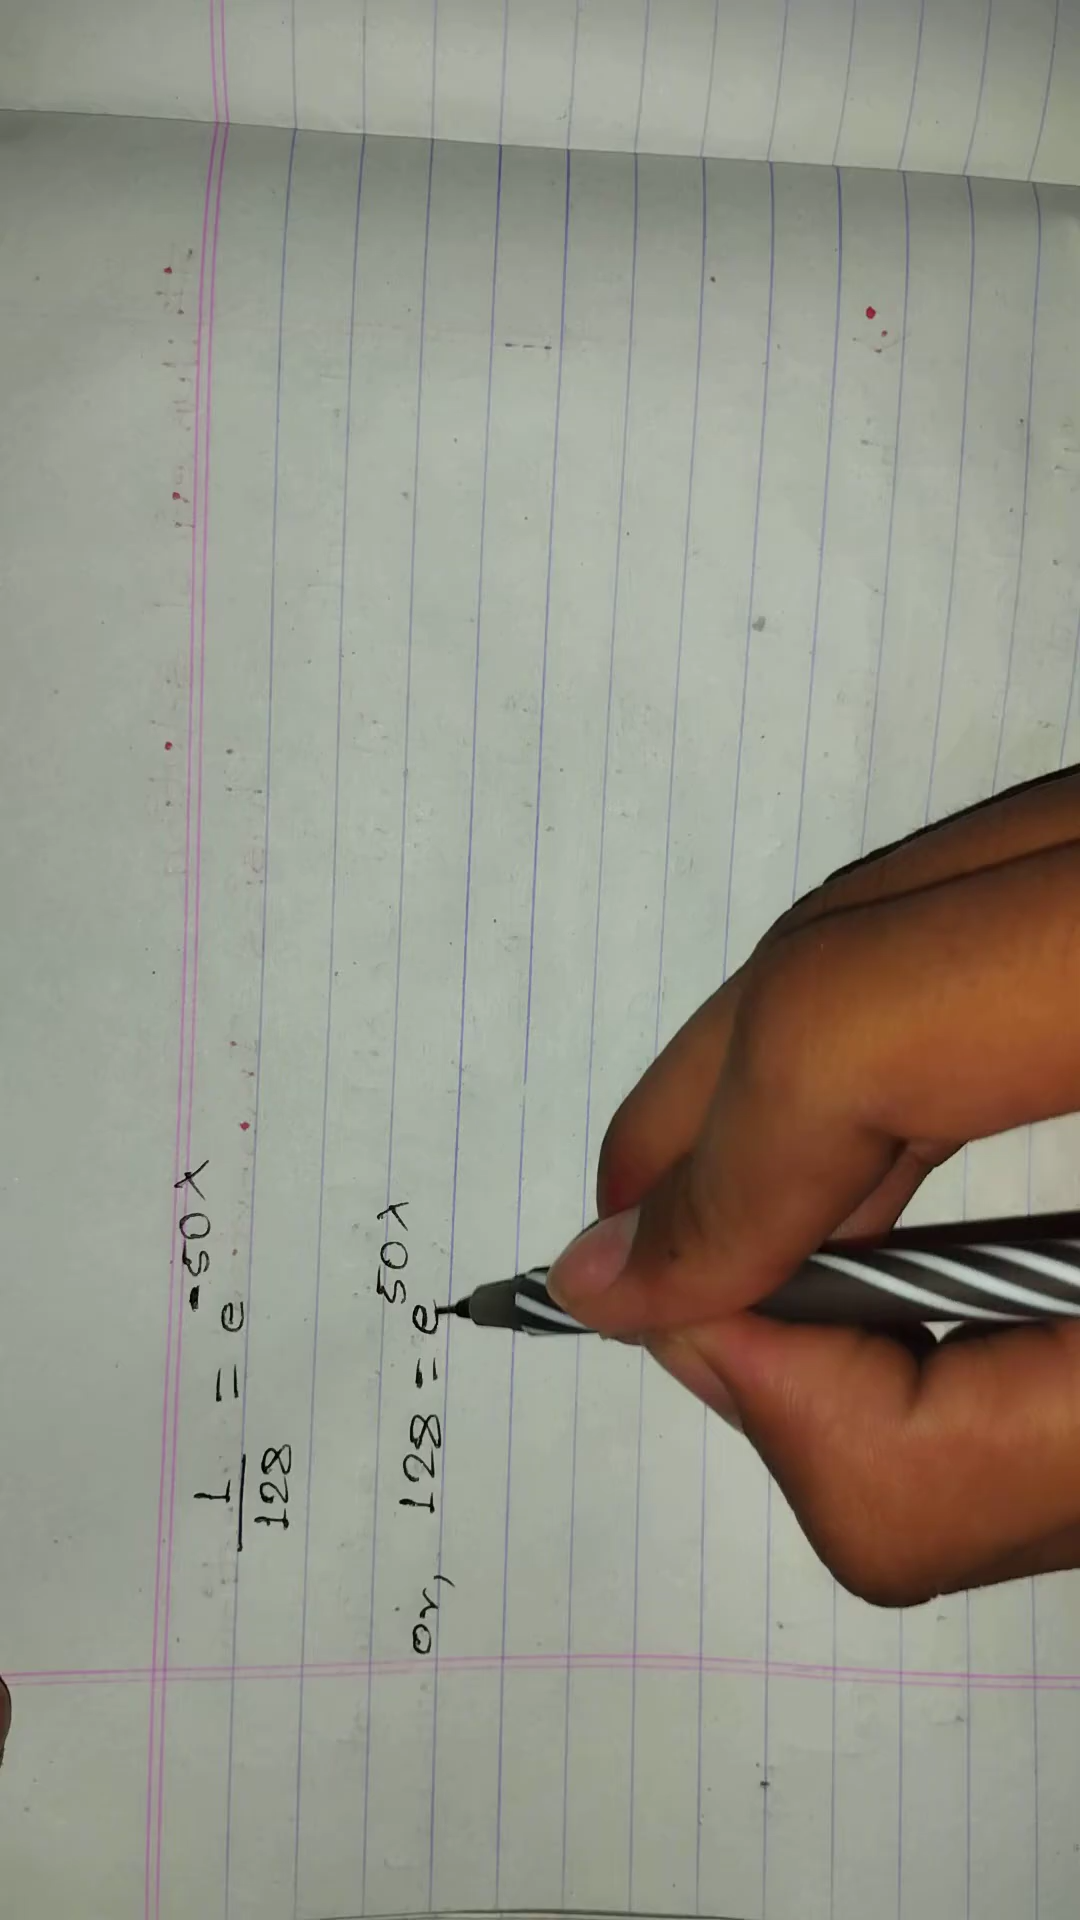 1/128 = e^-50λ
or, 128 = e^50λ